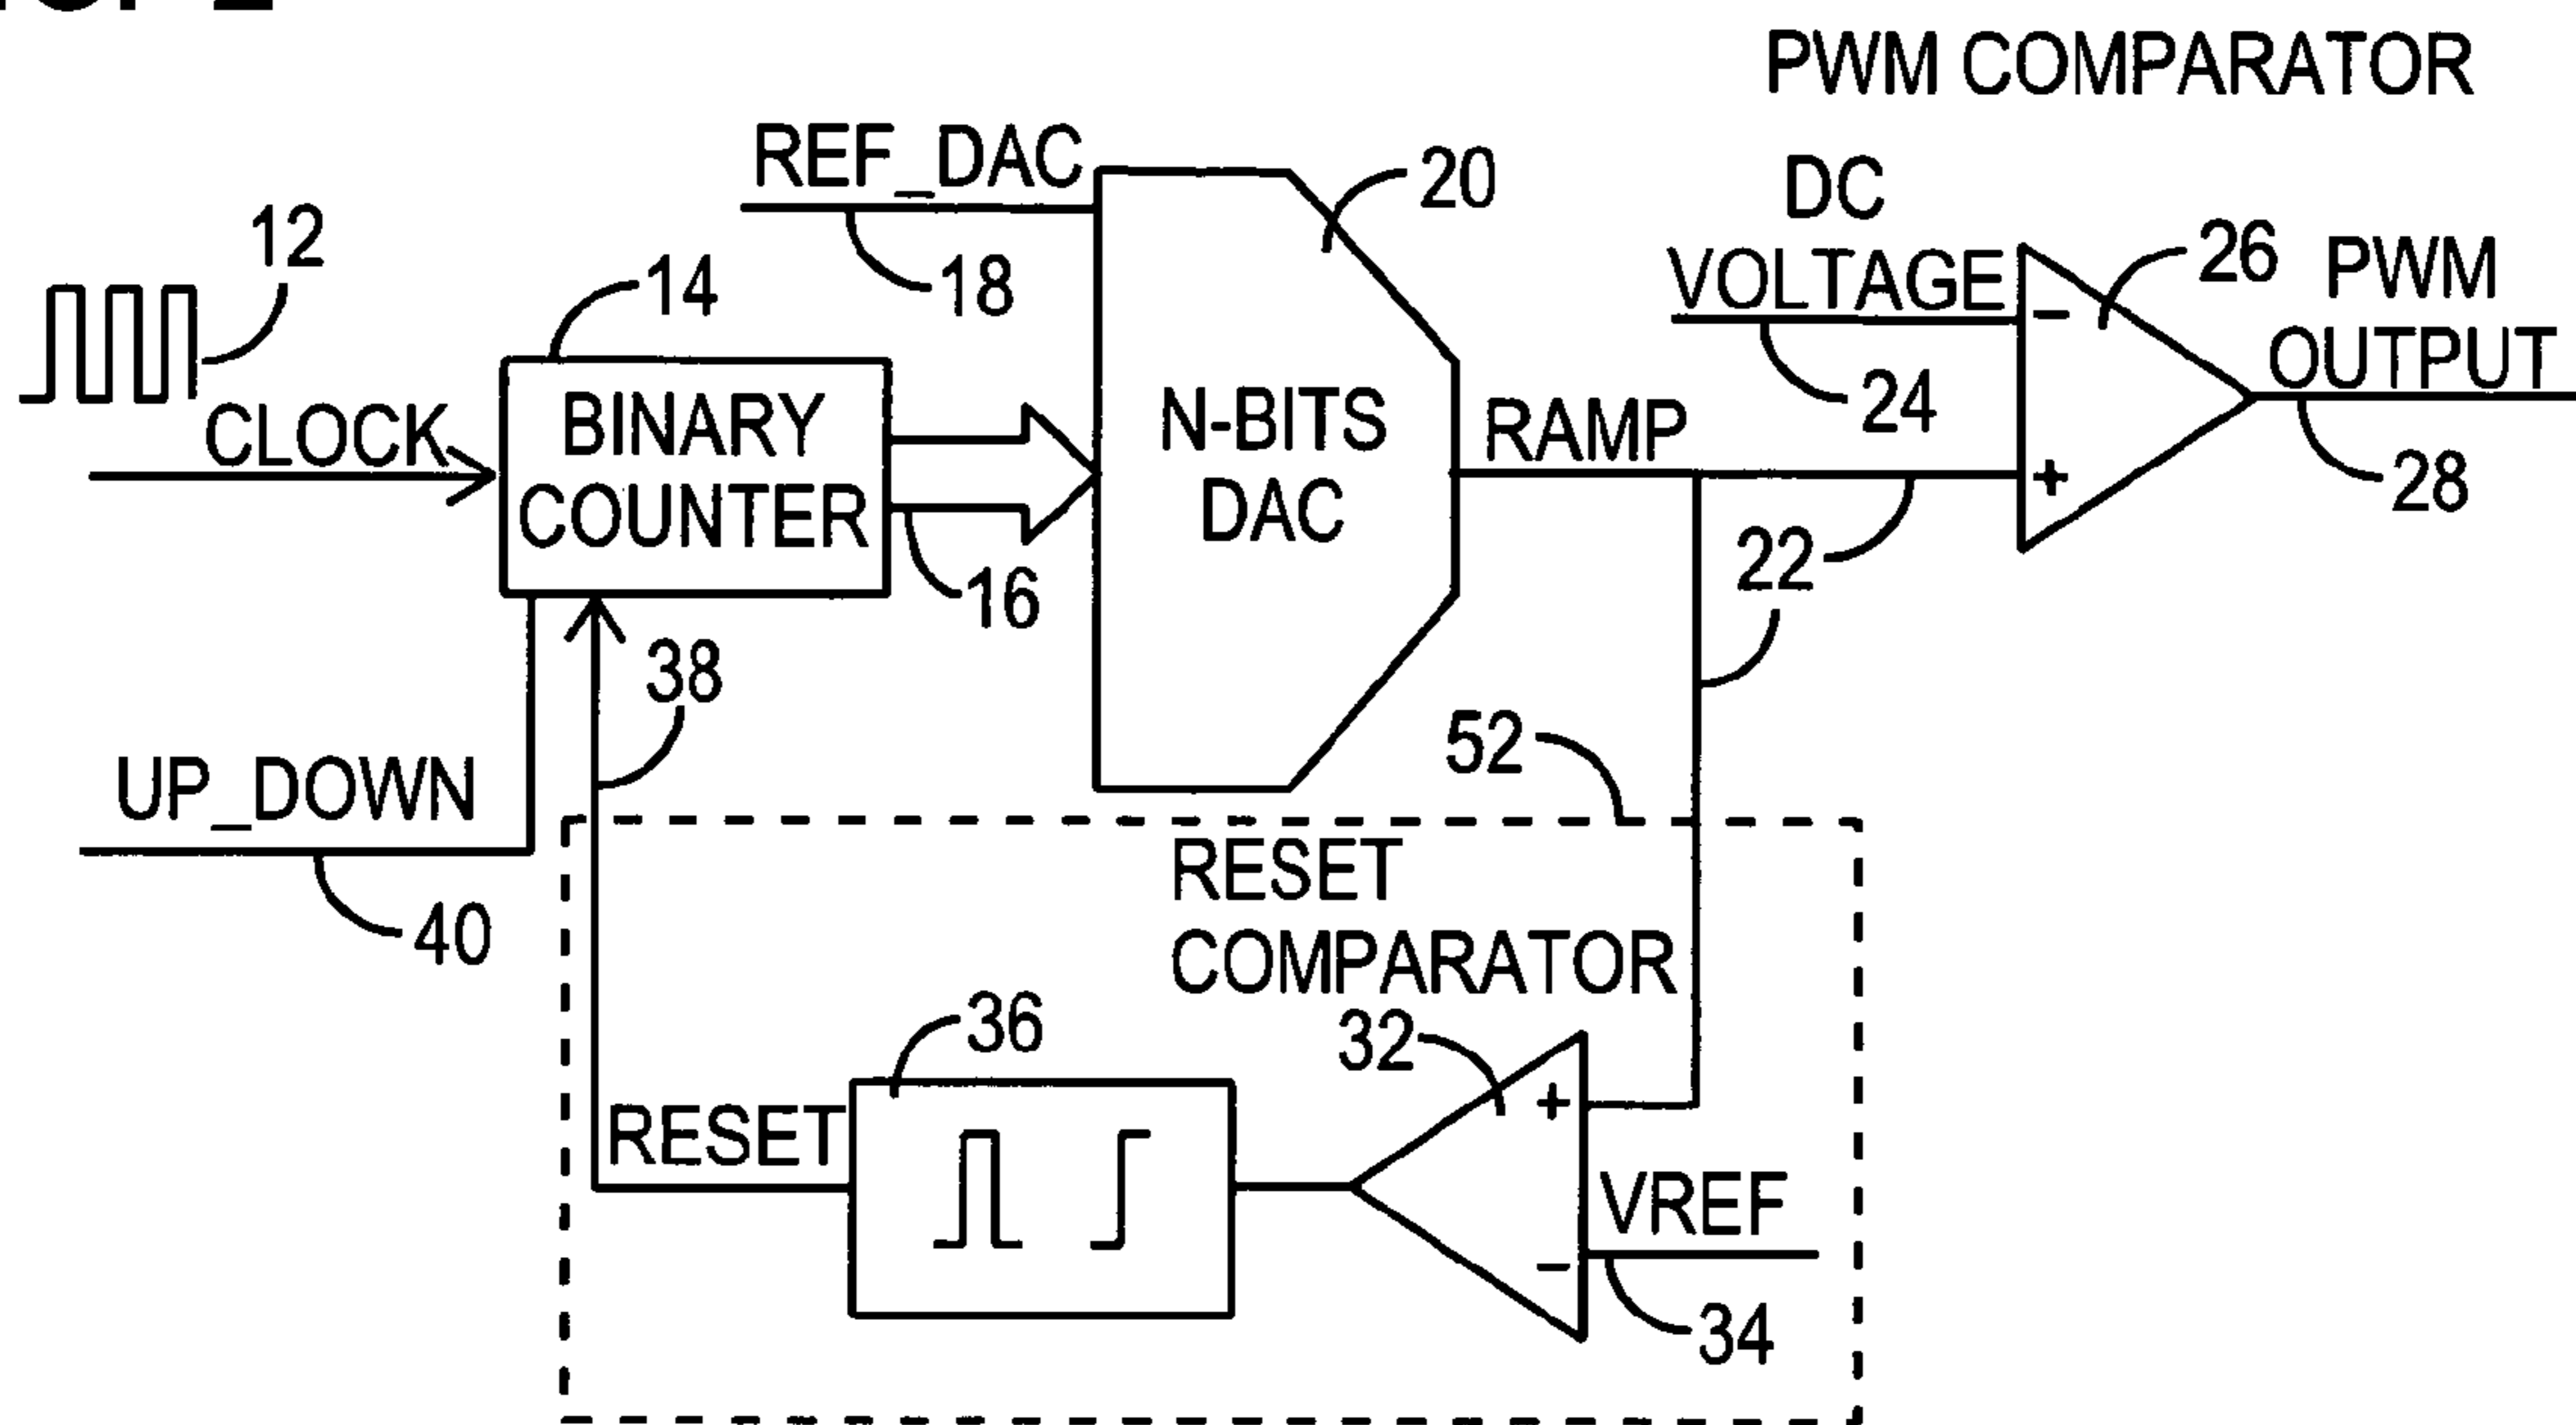 PWM COMPARATOR
REF_DAC
20
DC
VOLTAGE
12
18
14
26
PWM
OUTPUT
CLOCK
BINARY
COUNTER
N-BITS
DAC
RAMP
24
+
28
16
22
38
52
UP_DOWN
40
RESET
COMPARATOR
36
32
+
RESET
VREF
34